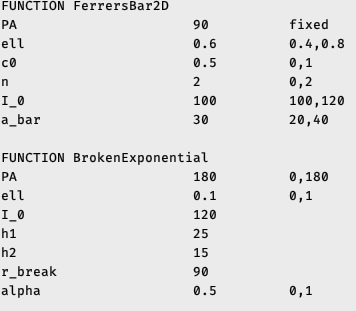 FUNCTION FerrersBar2D
PA 90 fixed
ell 0.6 0.4,0.8
c0 0.5 0,1
n 2 0,2
I_0 100 100,120
a_bar 30 20,40

FUNCTION BrokenExponential
PA 180 0,180
ell 0.1 0,1
I_0 120
h1 25
h2 15
r_break 90
alpha 0.5 0,1